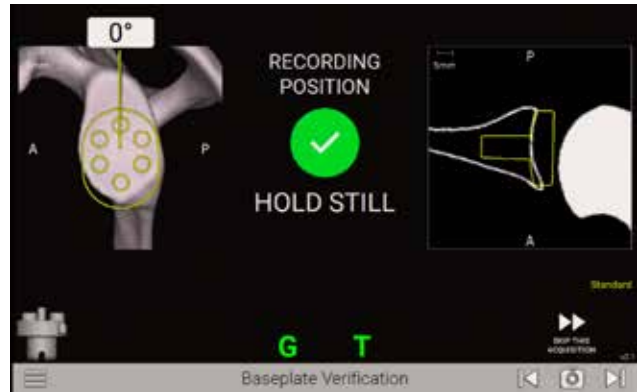 0°
RECORDING
POSITION
HOLD STILL
A
P
5mm
P
A
Standard
G T
SKIP THIS
ACQUISITION
Baseplate Verification